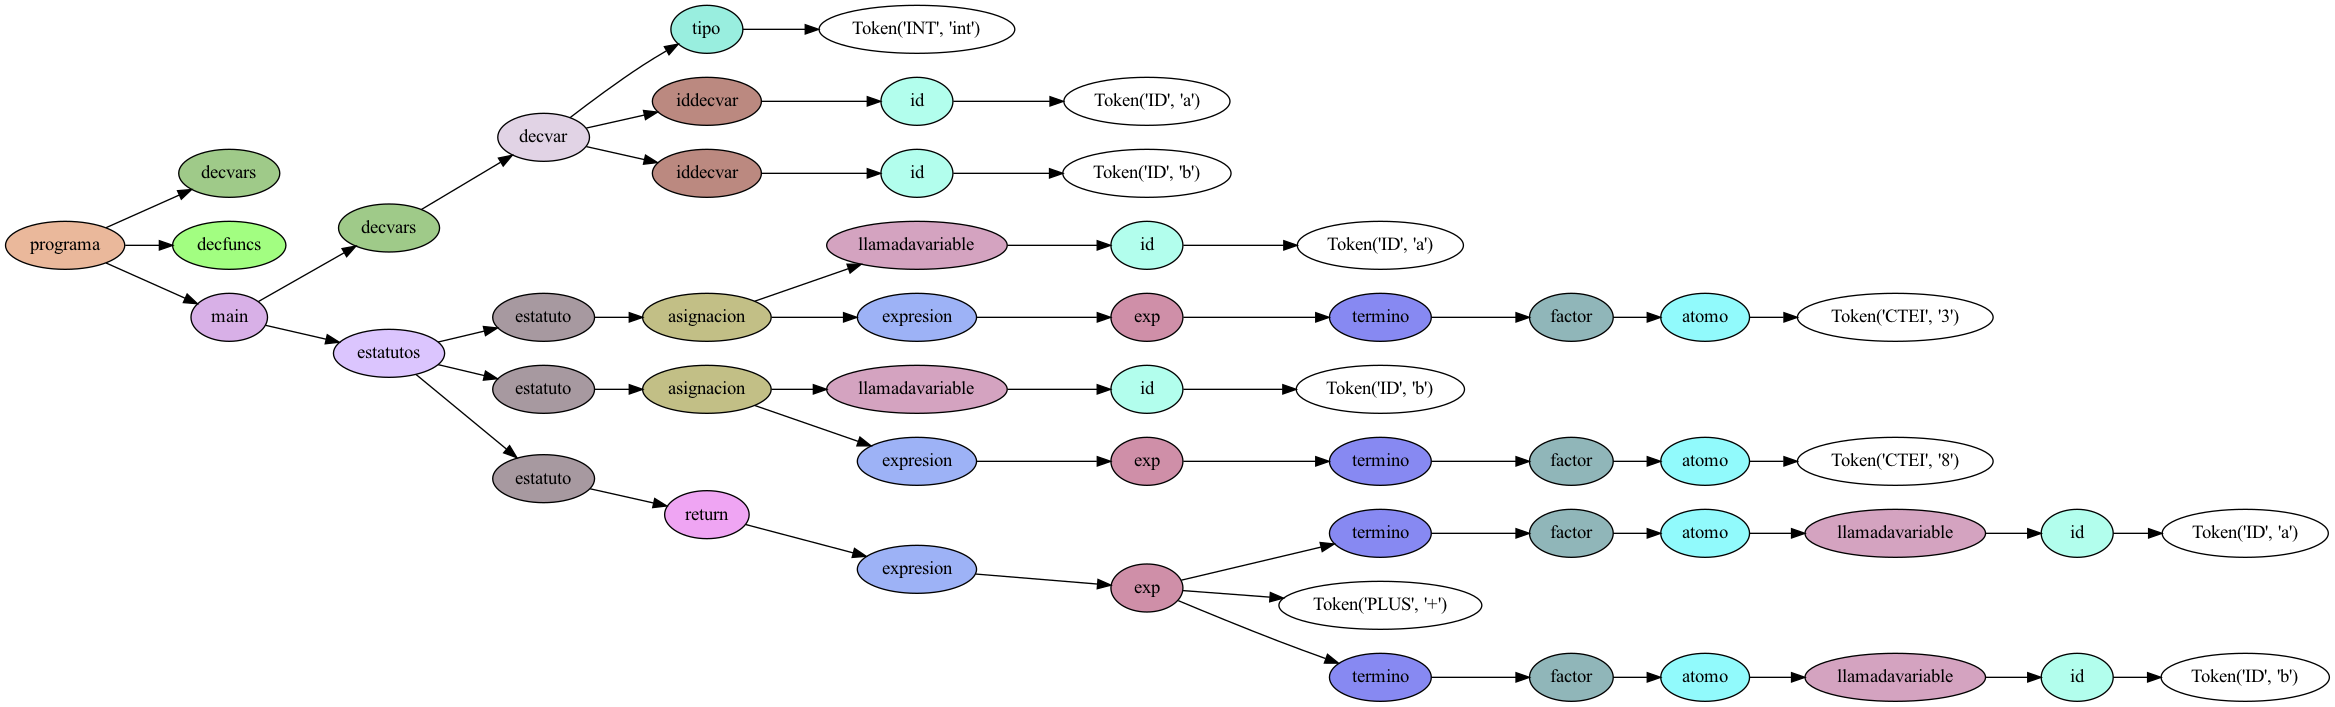 tipo
Token('INT', 'int')
iddecvar
id
Token('ID', 'a')
decvar
decvars
iddecvar
id
Token('ID', 'b')
decvars
programa
decfuncs
llamadavariable
id
Token('ID', 'a')
main
estatuto
asignacion
expresion
exp
termino
factor
atomo
Token('CTEI', '3')
estatutos
estatuto
asignacion
llamadavariable
id
Token('ID', 'b')
expresion
exp
termino
factor
atomo
Token('CTEI', '8')
estatuto
return
termino
factor
atomo
llamadavariable
id
Token('ID', 'a')
expresion
exp
Token('PLUS', '+')
termino
factor
atomo
llamadavariable
id
Token('ID', 'b')